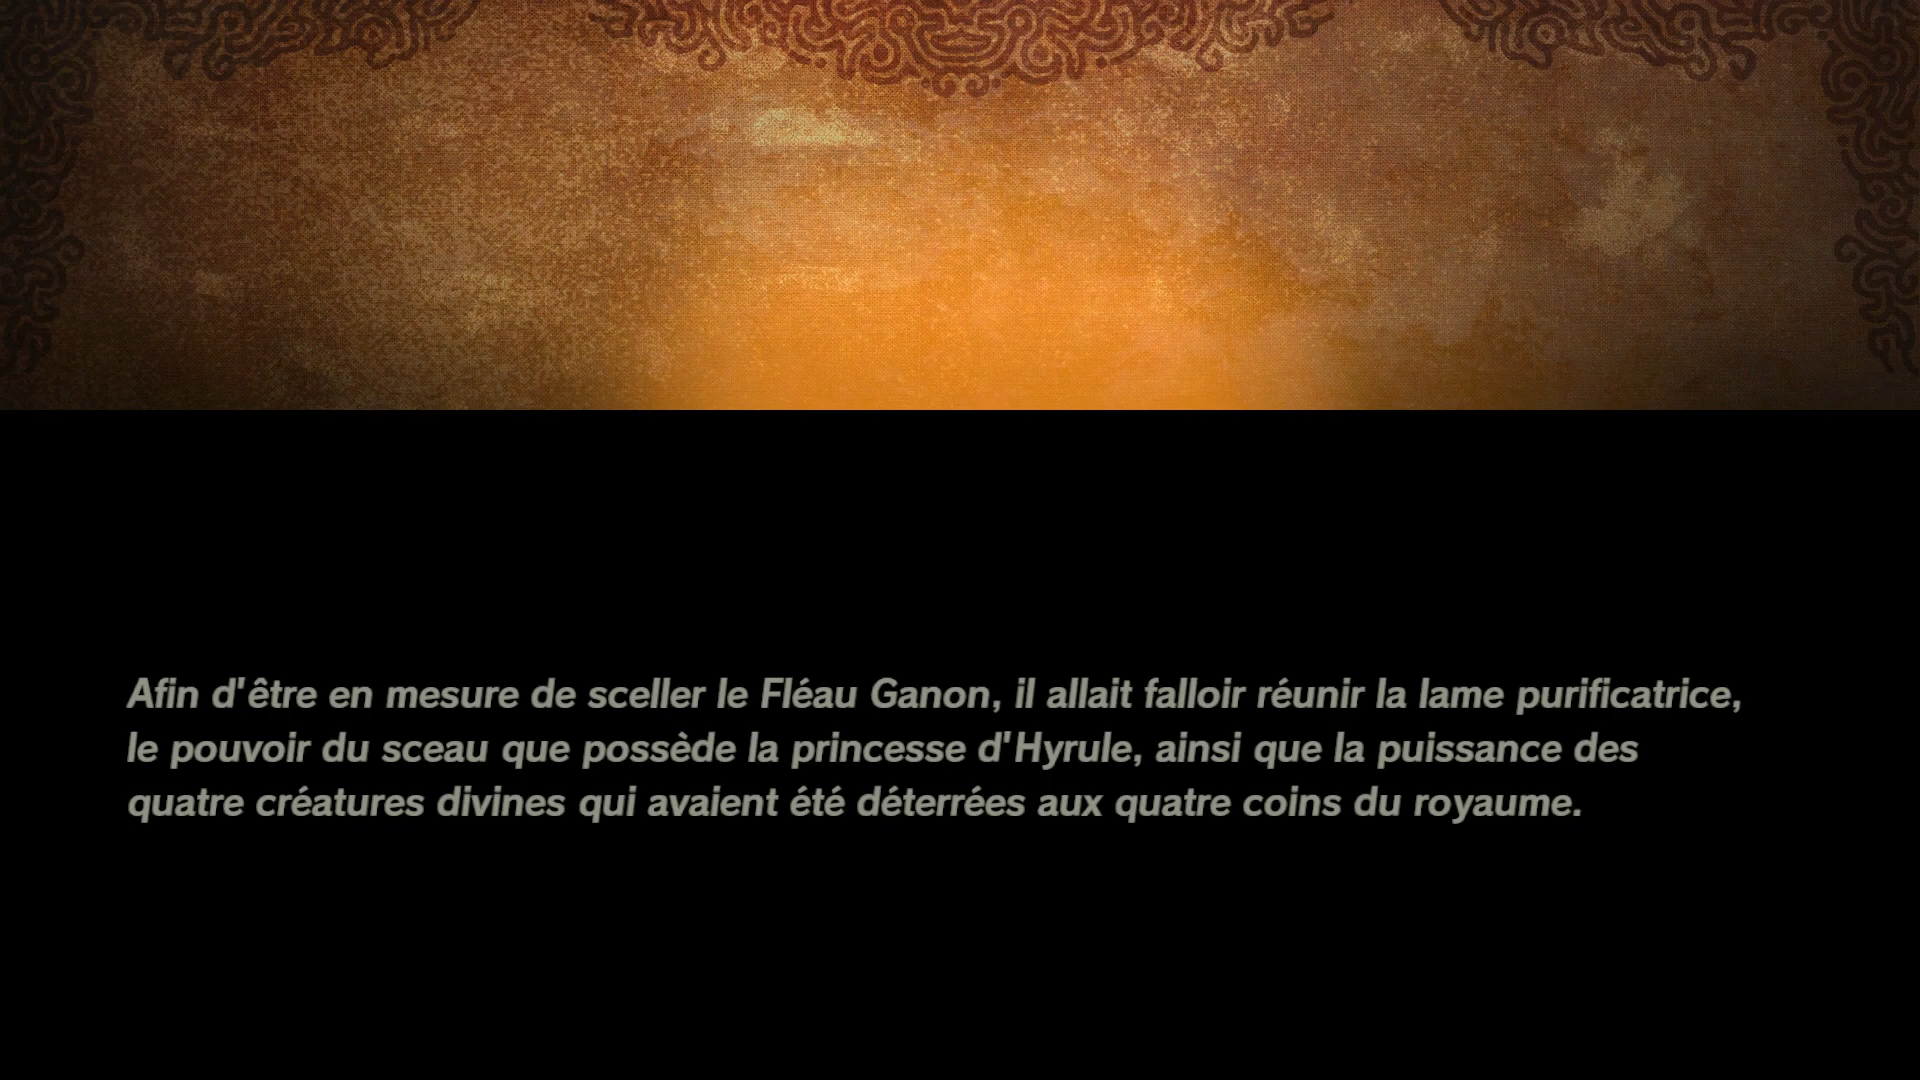 Afin d'être en mesure de sceller le Fléau Ganon, il allait falloir réunir la lame purificatrice,
le pouvoir du sceau que possède la princesse d'Hyrule, ainsi que la puissance des
quatre créatures divines qui avaient été déterrées aux quatre coins du royaume.